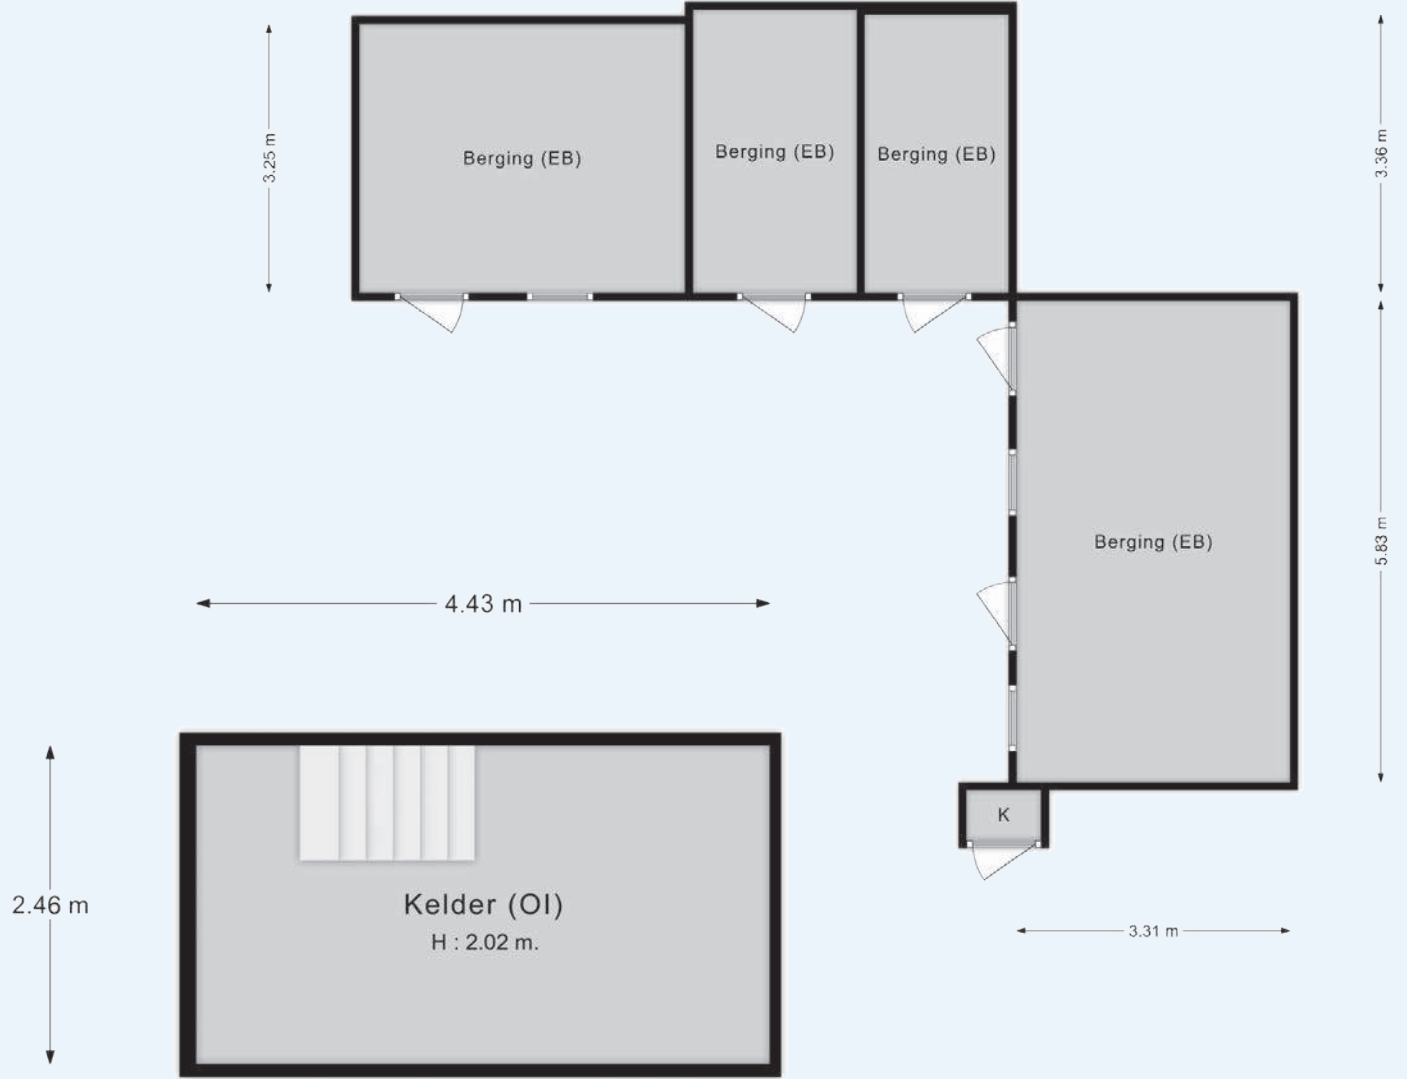 Berging (EB)
Berging (EB)
Berging (EB)
3.25 m
3.36 m
Berging (EB)
5.83 m
4.43 m
K
Kelder (OI)
H : 2.02 m.
2.46 m
3.31 m